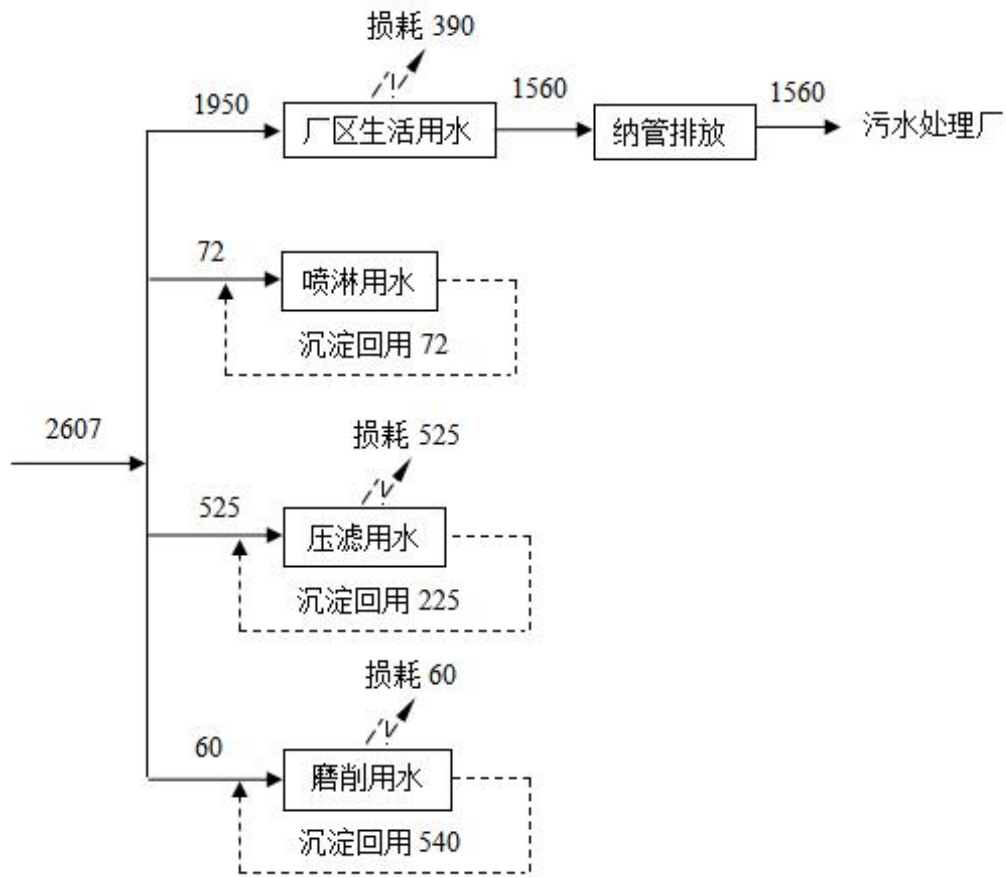 损耗 390
1950
厂区生活用水
1560
纳管排放
1560
污水处理厂
72
喷淋用水
沉淀回用 72
2607
损耗 525
525
压滤用水
沉淀回用 225
损耗 60
60
磨削用水
沉淀回用 540